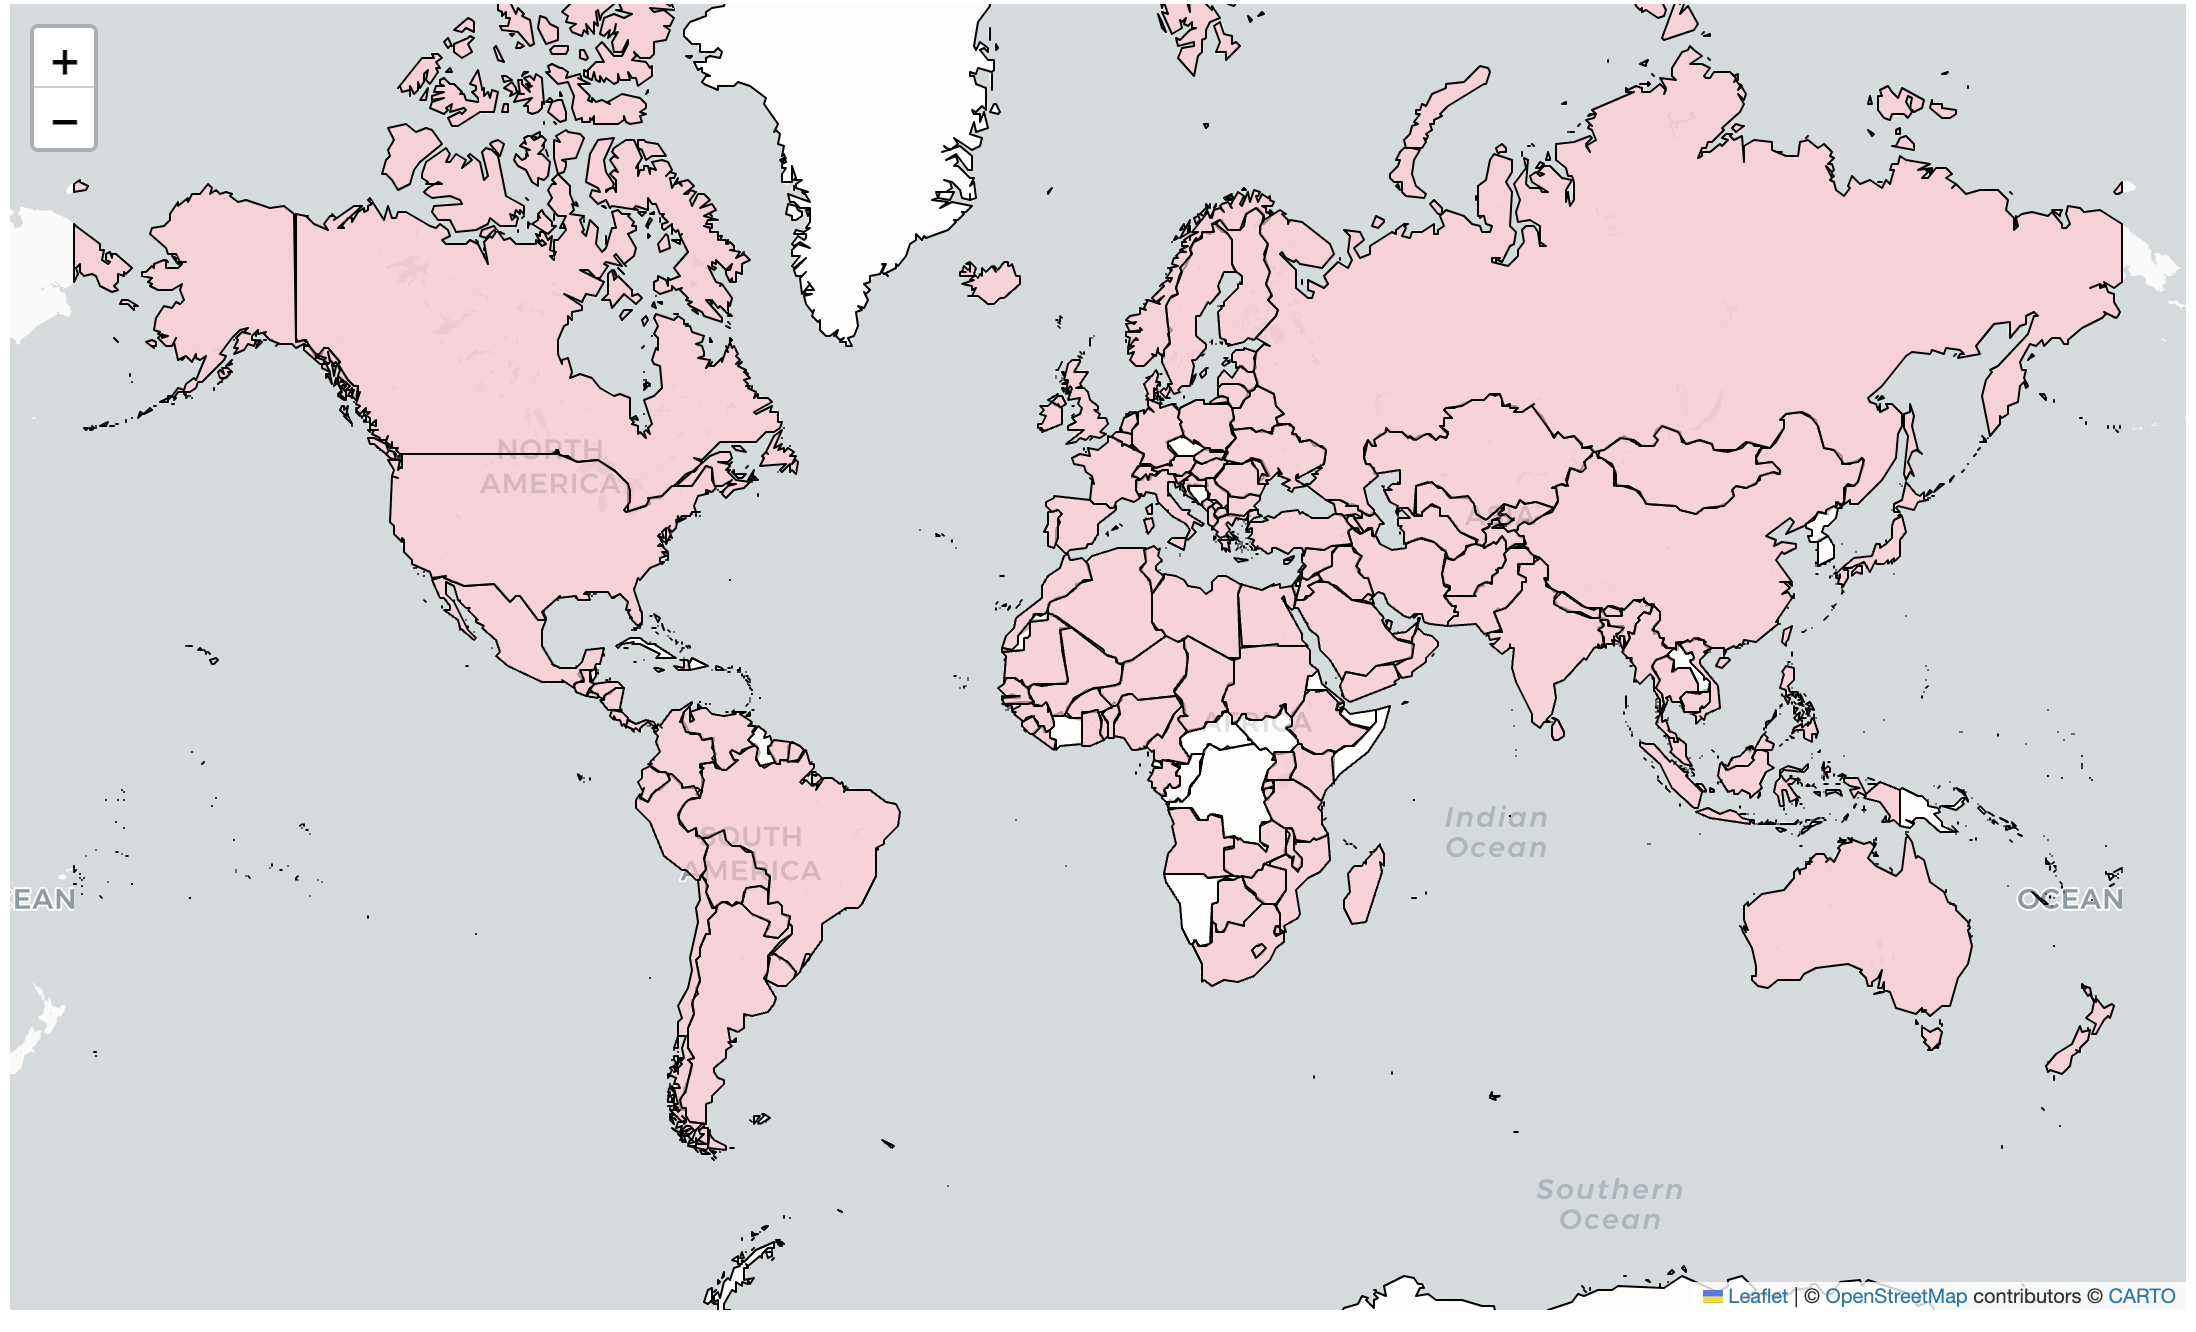 +
−
NORTH
AMERICA
ASIA
AFRICA
SOUTH
AMERICA
Indian
Ocean
EAN
OCEAN
Southern
Ocean
Leaflet | © OpenStreetMap contributors © CARTO